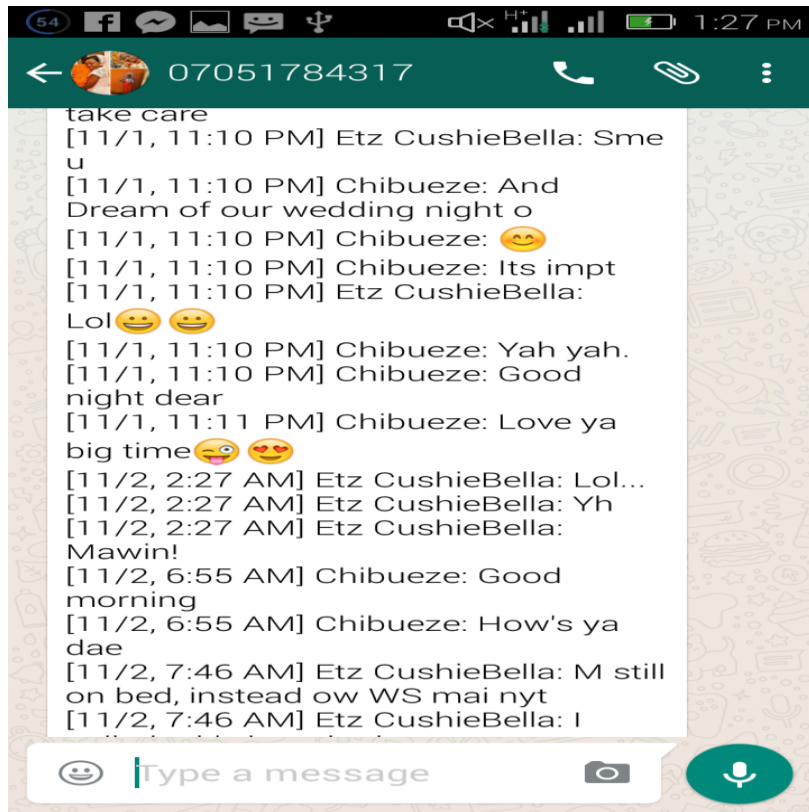 54
1:27 PM
07051784317
take care
[11/1, 11:10 PM] Etz CushieBella: Sme
u
[11/1, 11:10 PM] Chibueze: And
Dream of our wedding night o
[11/1, 11:10 PM] Chibueze: 😊
[11/1, 11:10 PM] Chibueze: Its impt
[11/1, 11:10 PM] Etz CushieBella:
Lol😀 😀
[11/1, 11:10 PM] Chibueze: Yah yah.
[11/1, 11:10 PM] Chibueze: Good
night dear
[11/1, 11:11 PM] Chibueze: Love ya
big time😜 😍
[11/2, 2:27 AM] Etz CushieBella: Lol...
[11/2, 2:27 AM] Etz CushieBella: Yh
[11/2, 2:27 AM] Etz CushieBella:
Mawin!
[11/2, 6:55 AM] Chibueze: Good
morning
[11/2, 6:55 AM] Chibueze: How's ya
dae
[11/2, 7:46 AM] Etz CushieBella: M still
on bed, instead ow WS mai nyt
[11/2, 7:46 AM] Etz CushieBella: I
Type a message